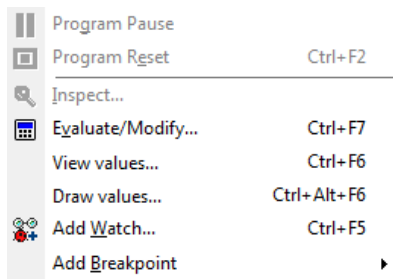 Program Pause
Program Reset Ctrl+F2
Inspect...
Evaluate/Modify... Ctrl+F7
View values... Ctrl+F6
Draw values... Ctrl+Alt+F6
Add Watch... Ctrl+F5
Add Breakpoint